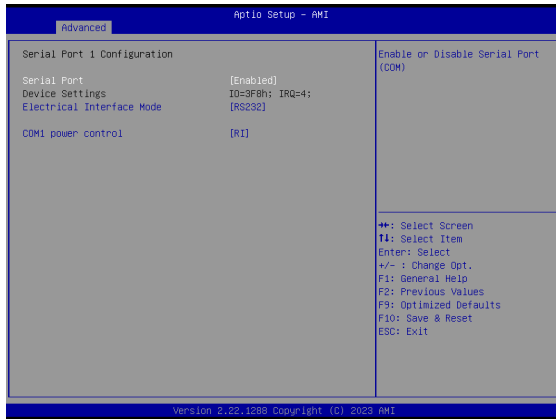 Aptio Setup - AMI
Advanced
Serial Port 1 Configuration
Serial Port [Enabled]
Device Settings IO=3F8h; IRQ=4;
Electrical Interface Mode [RS232]
COM1 power control [RI]
Enable or Disable Serial Port
(COM)
→←: Select Screen
↑↓: Select Item
Enter: Select
+/- : Change Opt.
F1: General Help
F2: Previous Values
F9: Optimized Defaults
F10: Save & Reset
ESC: Exit
Version 2.22.1288 Copyright (C) 2023 AMI